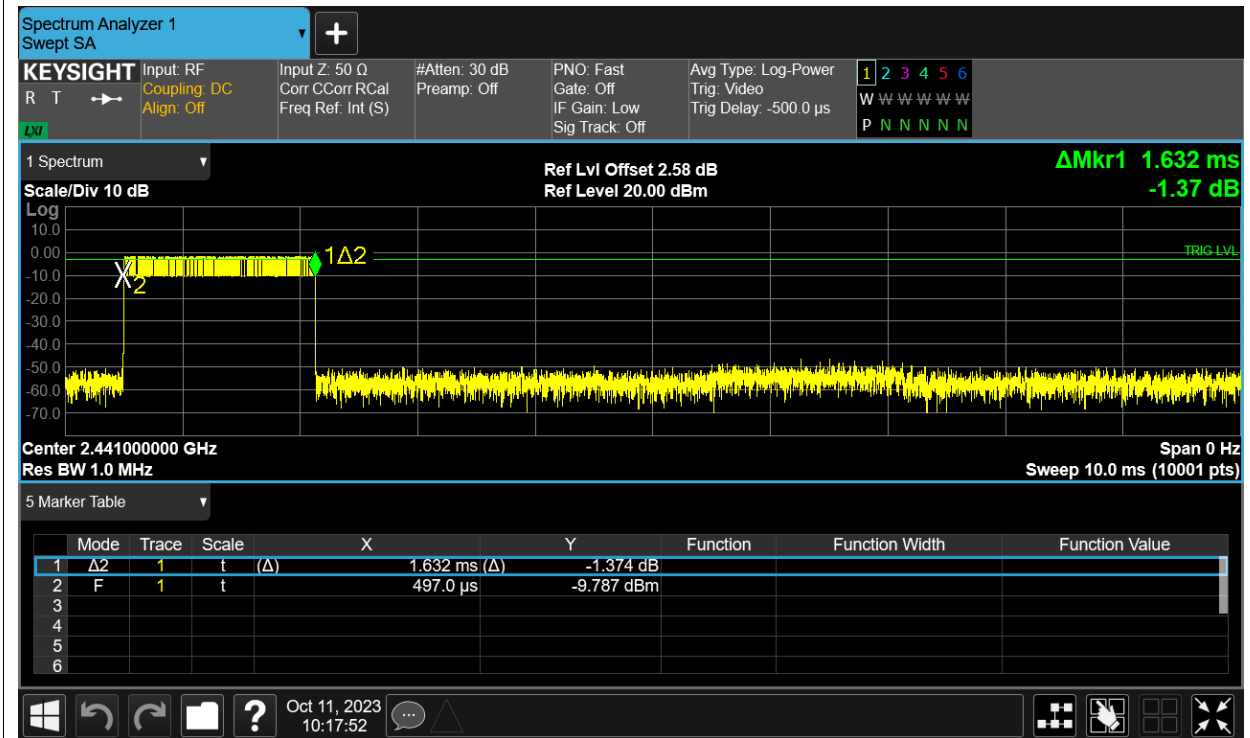 Spectrum Analyzer 1
Swept SA
KEYSIGHT Input: RF Input Z: 50 Ω #Atten: 30 dB PNO: Fast Avg Type: Log-Power 1 2 3 4 5 6
R T Coupling: DC Corr CCorr RCal Preamp: Off Gate: Off Trig: Video W W W W W W
Align: Off Freq Ref: Int (S) IF Gain: Low Trig Delay: -500.0 µs
LXI Sig Track: Off P N N N N N
1 Spectrum Ref Lvl Offset 2.58 dB ΔMkr1 1.632 ms
Scale/Div 10 dB Ref Level 20.00 dBm -1.37 dB
Log
10.0
0.00 1Δ2 TRIG LVL
-10.0 X2
-20.0
-30.0
-40.0
-50.0
-60.0
-70.0
Center 2.441000000 GHz Span 0 Hz
Res BW 1.0 MHz Sweep 10.0 ms (10001 pts)
5 Marker Table
Mode Trace Scale X Y Function Function Width Function Value
1 Δ2 1 t (Δ) 1.632 ms (Δ) -1.374 dB
2 F 1 t 497.0 µs -9.787 dBm
3
4
5
6
? Oct 11, 2023
10:17:52